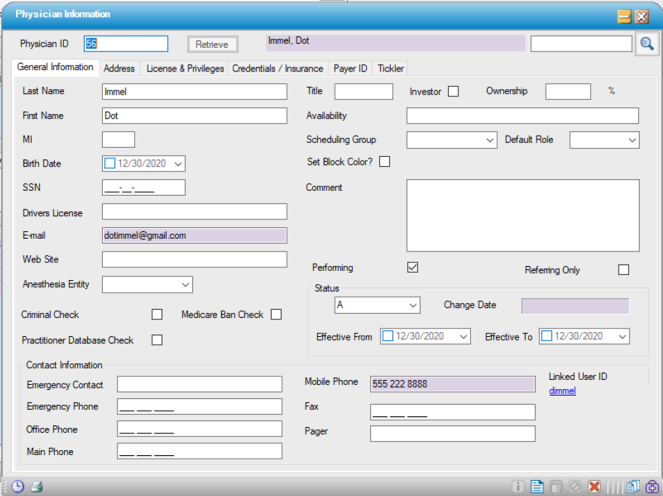 Physician Information
Physician ID 56 Retrieve Immel, Dot
General Information Address License & Privileges Credentials / Insurance Payer ID Tickler
Last Name Immel Title Investor Ownership %
First Name Dot Availability
MI Scheduling Group Default Role
Birth Date 12/30/2020 Set Block Color?
SSN ___-__-____ Comment
Drivers License
E-mail dotimmel@gmail.com
Web Site
Performing Referring Only
Anesthesia Entity
Status
A Change Date
Criminal Check Medicare Ban Check
Effective From 12/30/2020 Effective To 12/30/2020
Practitioner Database Check
Contact Information
Emergency Contact Mobile Phone 555 222 8888 Linked User ID
dimmel
Emergency Phone ___ ___ ____ Fax ___ ___ ____
Office Phone ___ ___ ____ Pager
Main Phone ___ ___ ____